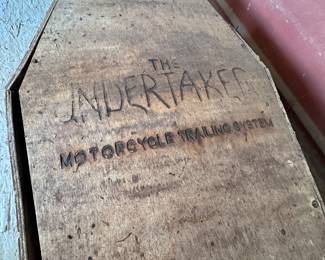 THE
UNDERTAKER
MOTORCYCLE TRAILING SYSTEM